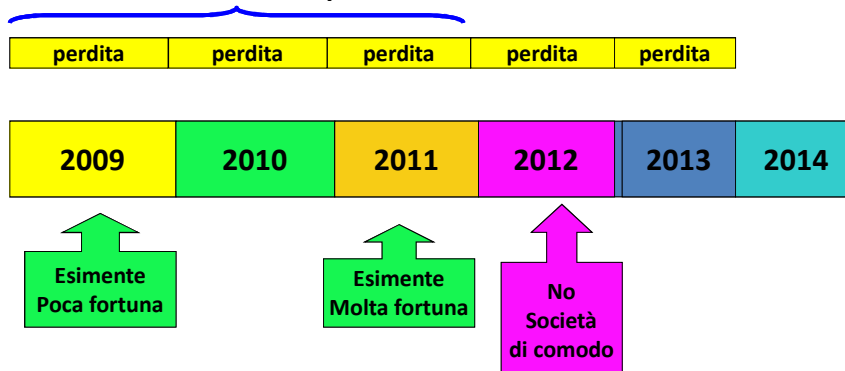 perdita perdita perdita perdita perdita
2009 2010 2011 2012 2013 2014
Esimente
Poca fortuna
Esimente
Molta fortuna
No
Società
di comodo